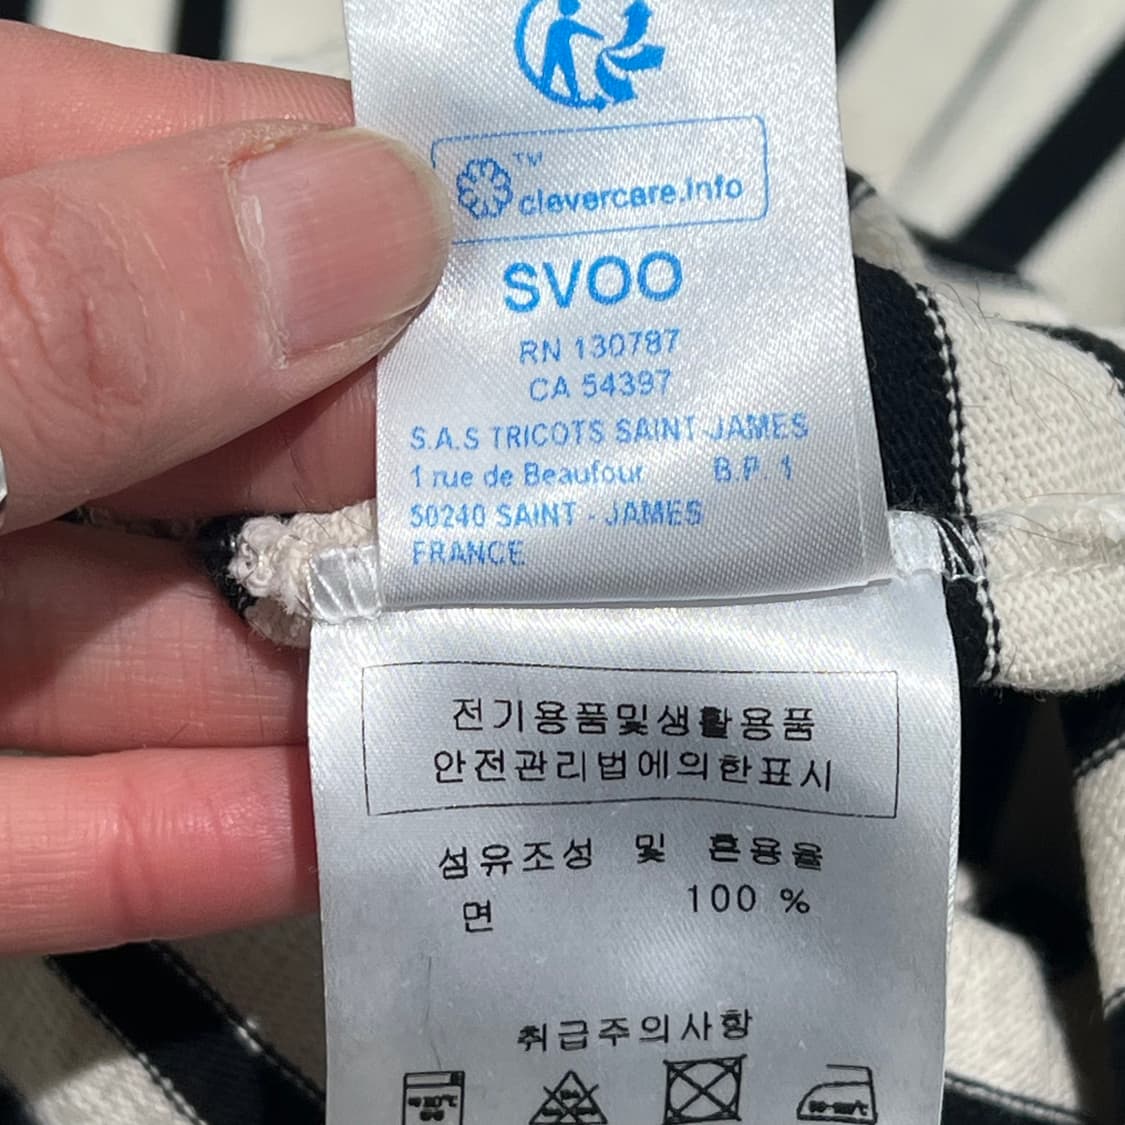 TM
clevercare.info
SVOO
RN 130787
CA 54397
S.A.S TRICOTS SAINT-JAMES
1 rue de Beaufour B.P. 1
50240 SAINT - JAMES
FRANCE
전기용품및생활용품
안전관리법에의한표시
섬유조성 및 혼용율
면 100 %
취급주의사항